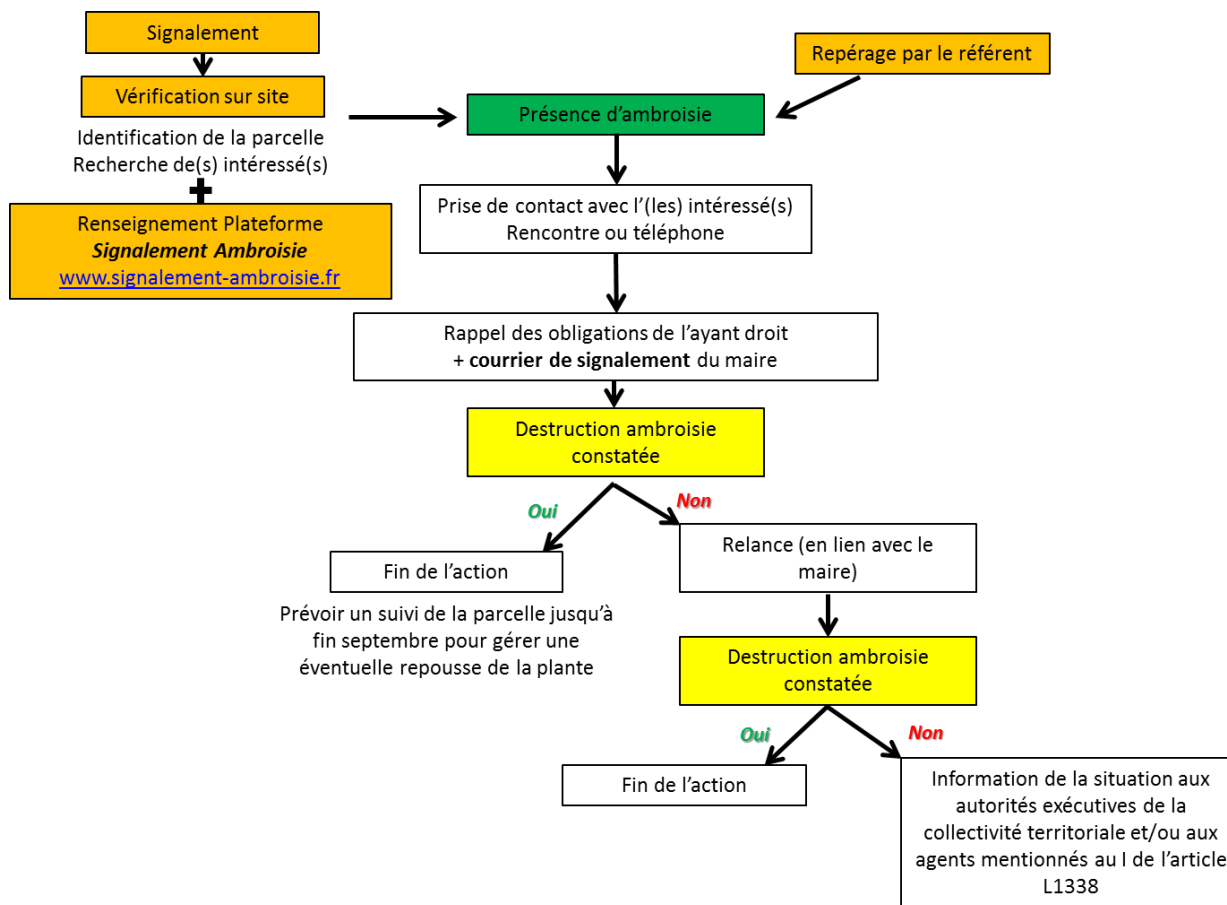 Signalement
Repérage par le référent
Vérification sur site
Présence d'ambroisie
Identification de la parcelle
Recherche de(s) intéressé(s)
Renseignement Plateforme
Signalement Ambroisie
www.signalement-ambroisie.fr
Prise de contact avec l'(les) intéressé(s)
Rencontre ou téléphone
Rappel des obligations de l'ayant droit
+ courrier de signalement du maire
Destruction ambroisie
constatée
Oui
Non
Fin de l'action
Prévoir un suivi de la parcelle jusqu'à
fin septembre pour gérer une
éventuelle repousse de la plante
Relance (en lien avec le
maire)
Destruction ambroisie
constatée
Oui
Non
Fin de l'action
Information de la situation aux
autorités exécutives de la
collectivité territoriale et/ou aux
agents mentionnés au I de l'article
L1338